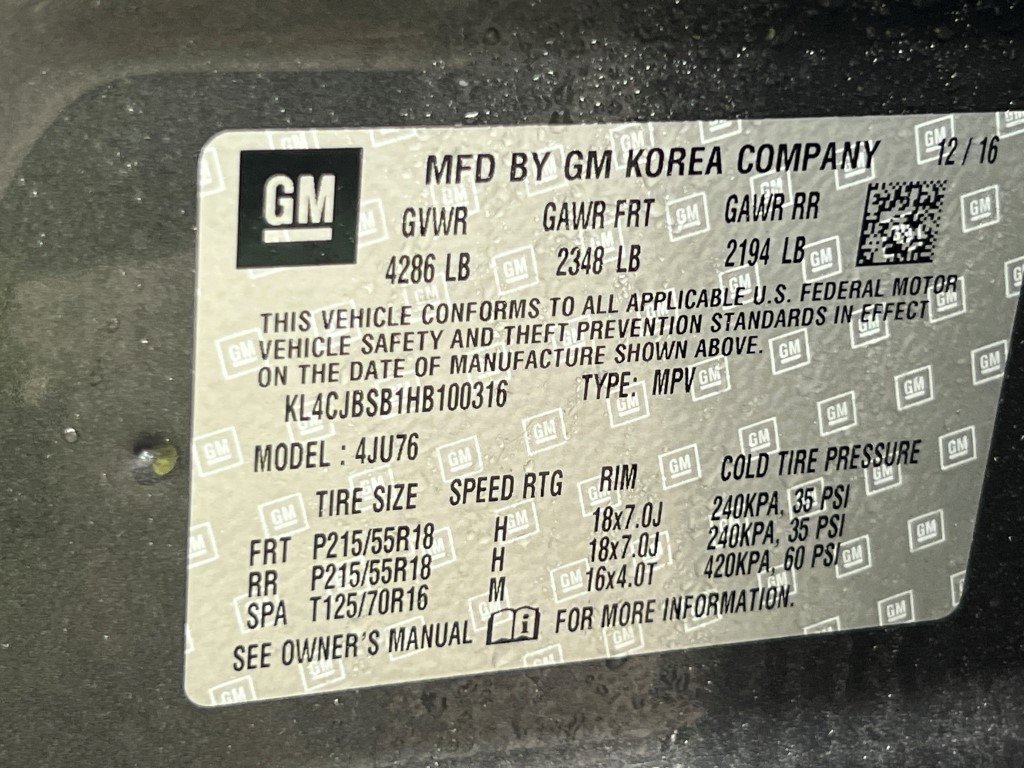 GM MFD BY GM KOREA COMPANY 12/16
GVWR GAWR FRT GAWR RR
4286 LB 2348 LB 2194 LB
THIS VEHICLE CONFORMS TO ALL APPLICABLE U.S. FEDERAL MOTOR
VEHICLE SAFETY AND THEFT PREVENTION STANDARDS IN EFFECT
ON THE DATE OF MANUFACTURE SHOWN ABOVE.
KL4CJBSB1HB100316 TYPE: MPV
MODEL : 4JU76
TIRE SIZE SPEED RTG RIM COLD TIRE PRESSURE
FRT P215/55R18 H 18x7.0J 240KPA, 35 PSI
RR P215/55R18 H 18x7.0J 240KPA, 35 PSI
SPA T125/70R16 M 16x4.0T 420KPA, 60 PSI
SEE OWNER'S MANUAL i FOR MORE INFORMATION.